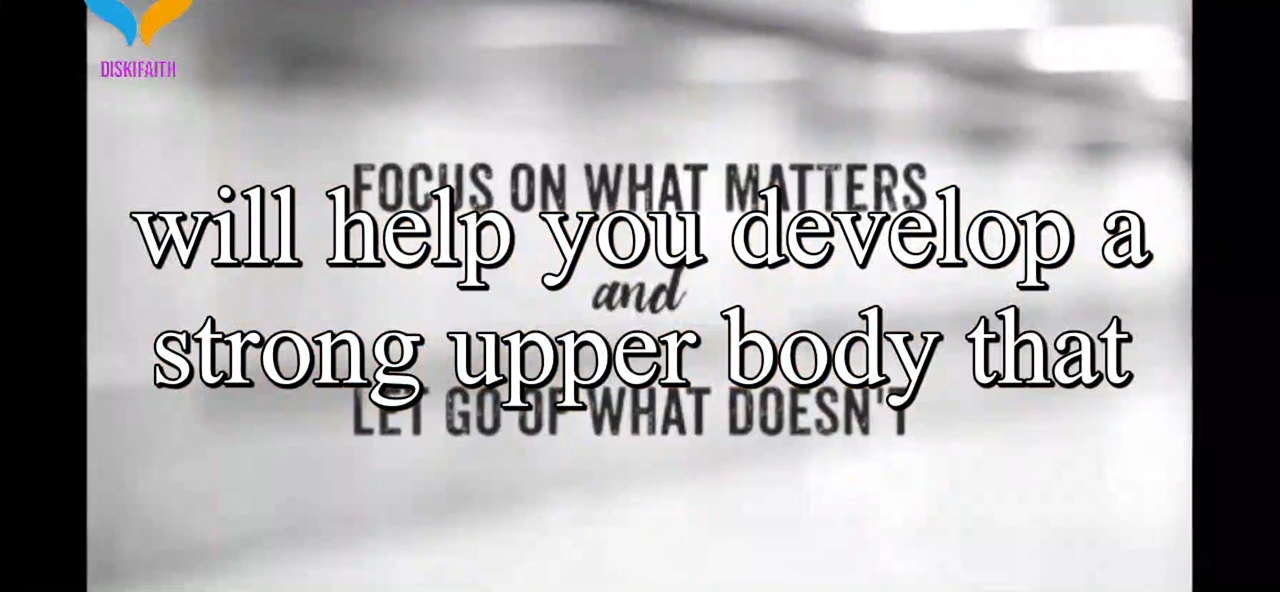 DISKIFAITH
FOCUS ON WHAT MATTERS
will help you develop a
and
strong upper body that
LET GO OF WHAT DOESN'T